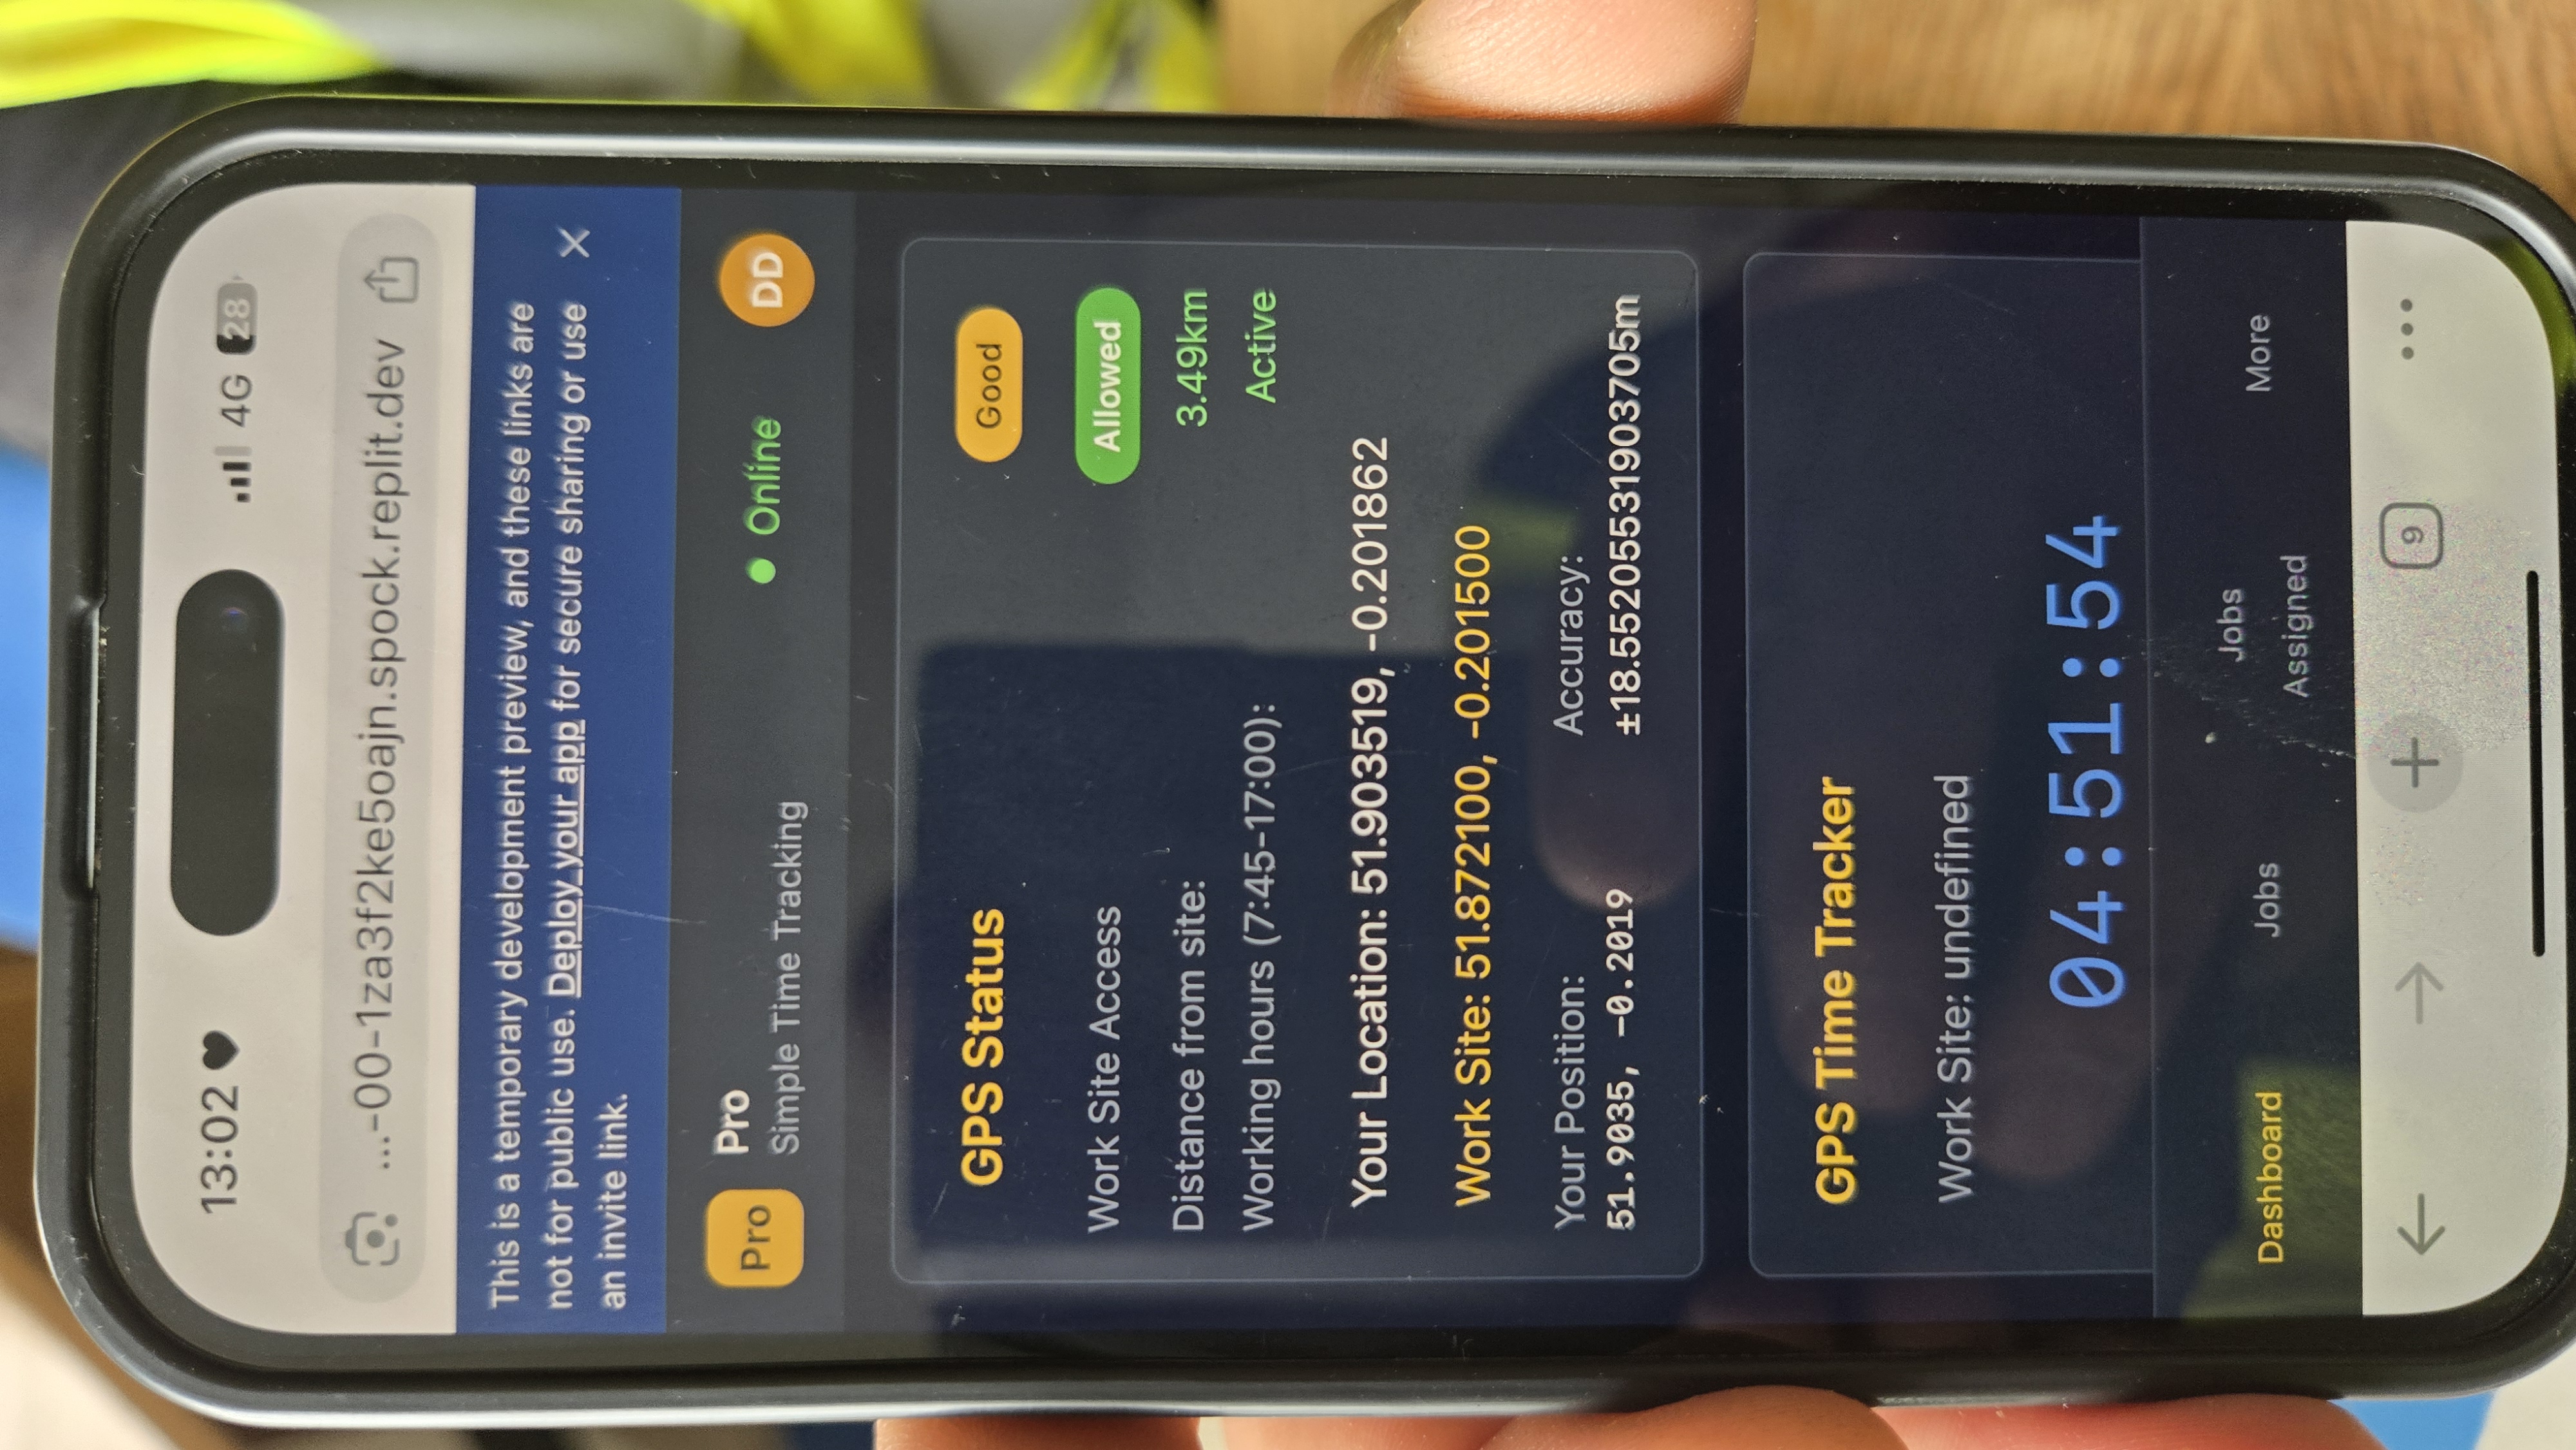 13:02
4G 28
...-00-1za3f2ke5oajn.spock.replit.dev
This is a temporary development preview, and these links are
not for public use. Deploy your app for secure sharing or use
an invite link.
Pro
Pro
Simple Time Tracking
Online
DD
GPS Status
Good
Work Site Access
Allowed
Distance from site:
3.49km
Working hours (7:45-17:00):
Active
Your Location: 51.903519, -0.201862
Work Site: 51.872100, -0.201500
Your Position:
Accuracy:
51.9035, -0.2019
±18.55205531903705m
GPS Time Tracker
Work Site: undefined
04:51:54
Dashboard
Jobs
Jobs
Assigned
More
9